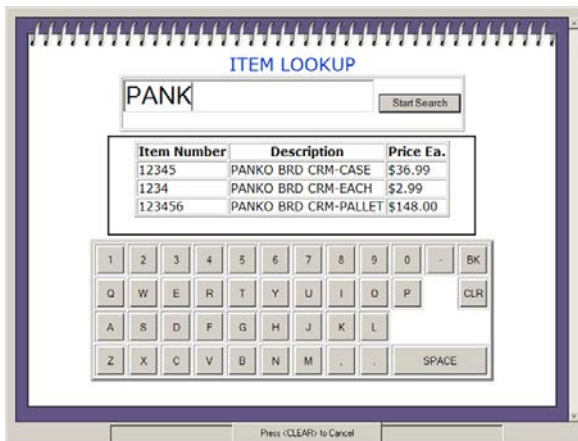 ITEM LOOKUP
PANK
Start Search
Item Number Description Price Ea.
12345 PANKO BRD CRM-CASE $36.99
1234 PANKO BRD CRM-EACH $2.99
123456 PANKO BRD CRM-PALLET $148.00
1 2 3 4 5 6 7 8 9 0 - BK
Q W E R T Y U I O P CLR
A S D F G H J K L
Z X C V B N M . . SPACE
Press <CLEAR> to Cancel